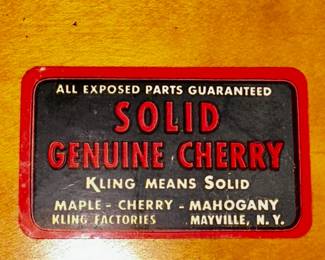 ALL EXPOSED PARTS GUARANTEED
SOLID
GENUINE CHERRY
KLING MEANS SOLID
MAPLE - CHERRY - MAHOGANY
KLING FACTORIES MAYVILLE, N. Y.